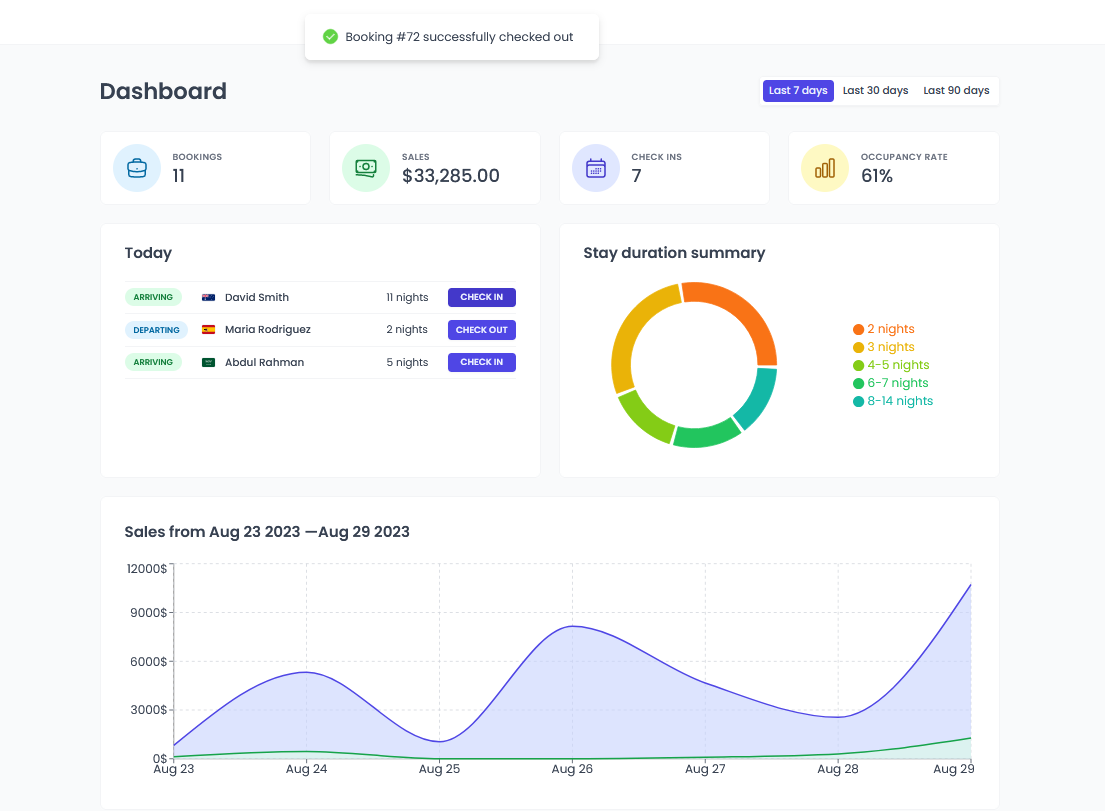 Booking #72 successfully checked out
Dashboard
Last 7 days Last 30 days Last 90 days
BOOKINGS
11
SALES
$33,285.00
CHECK INS
7
OCCUPANCY RATE
61%
Today
ARRIVING David Smith 11 nights CHECK IN
DEPARTING Maria Rodriguez 2 nights CHECK OUT
ARRIVING Abdul Rahman 5 nights CHECK IN
Stay duration summary
2 nights
3 nights
4-5 nights
6-7 nights
8-14 nights
Sales from Aug 23 2023 —Aug 29 2023
12000$
9000$
6000$
3000$
0$
Aug 23 Aug 24 Aug 25 Aug 26 Aug 27 Aug 28 Aug 29